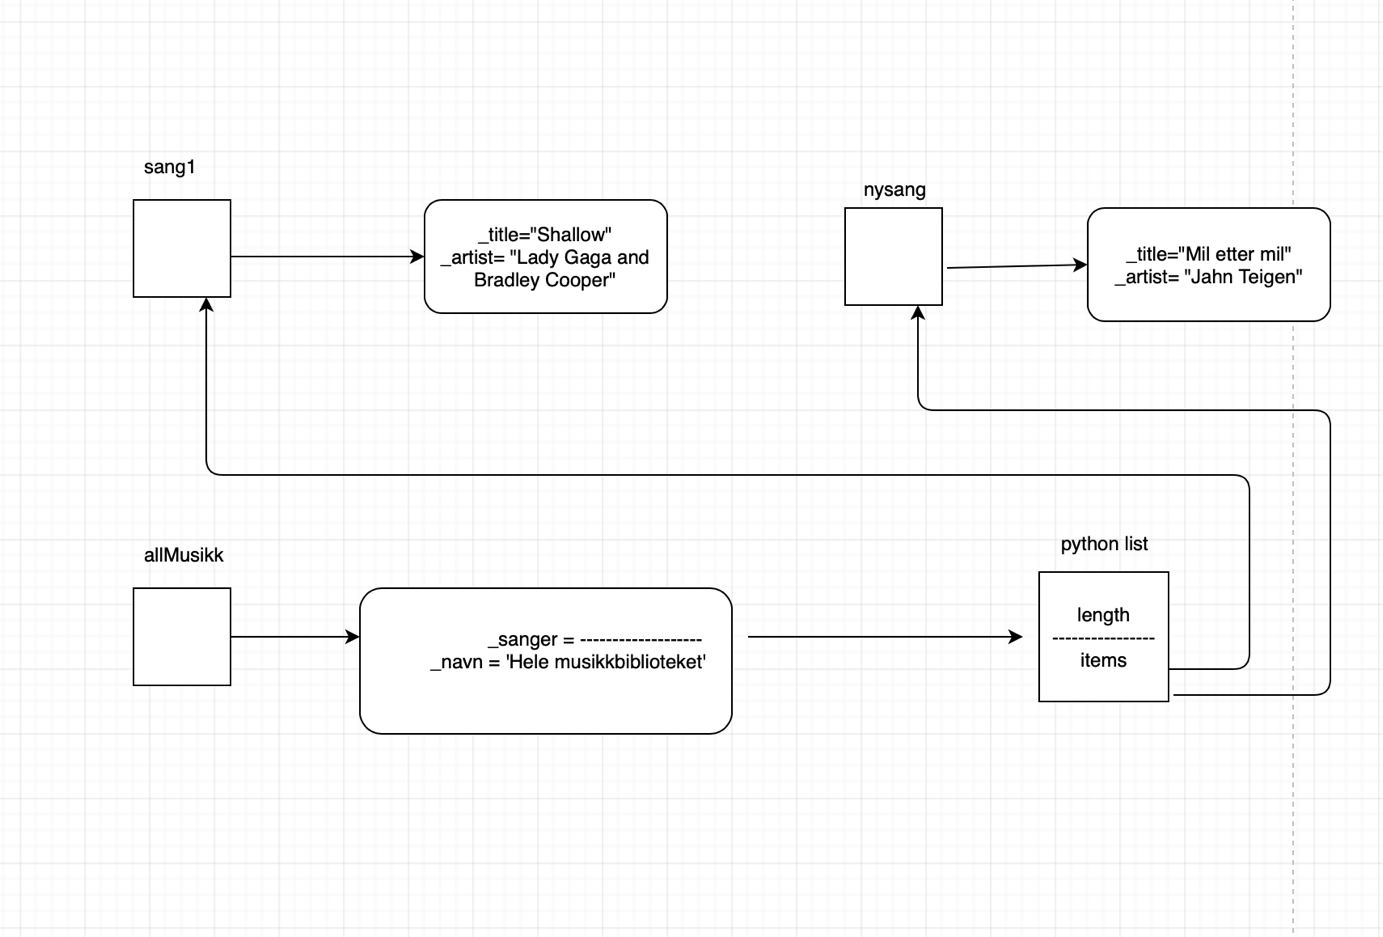 sang1
_title="Shallow"
_artist= "Lady Gaga and
Bradley Cooper"
nysang
_title="Mil etter mil"
_artist= "Jahn Teigen"
allMusikk
_sanger = -------------------
_navn = 'Hele musikkbiblioteket'
python list
length
----------------
items